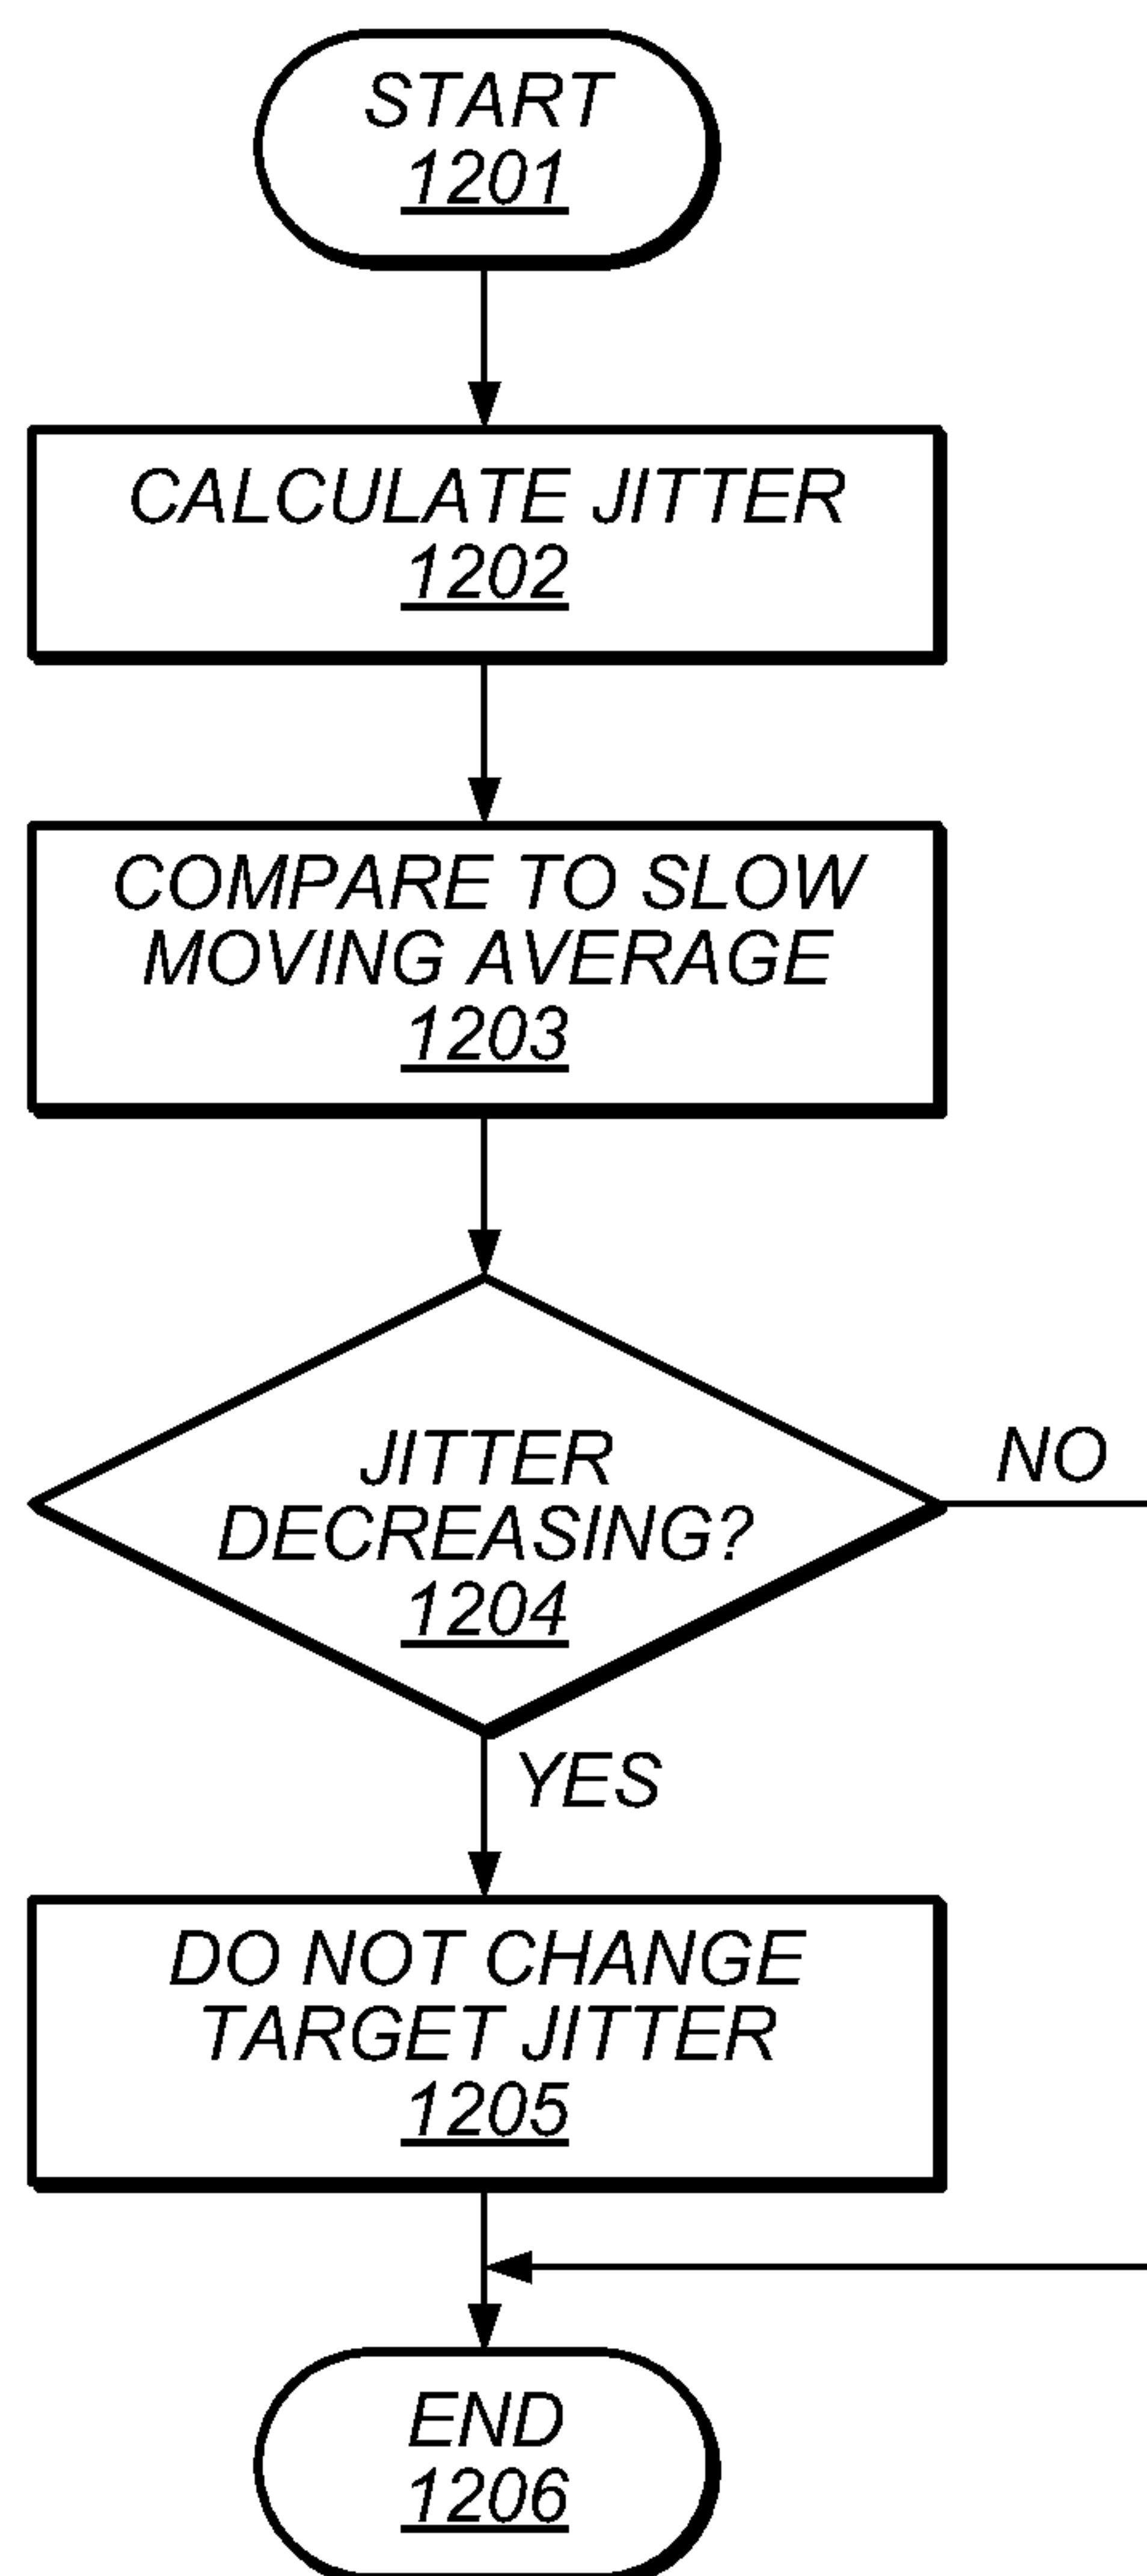 START
1201
CALCULATE JITTER
1202
COMPARE TO SLOW
MOVING AVERAGE
1203
JITTER
DECREASING?
1204
NO
YES
DO NOT CHANGE
TARGET JITTER
1205
END
1206